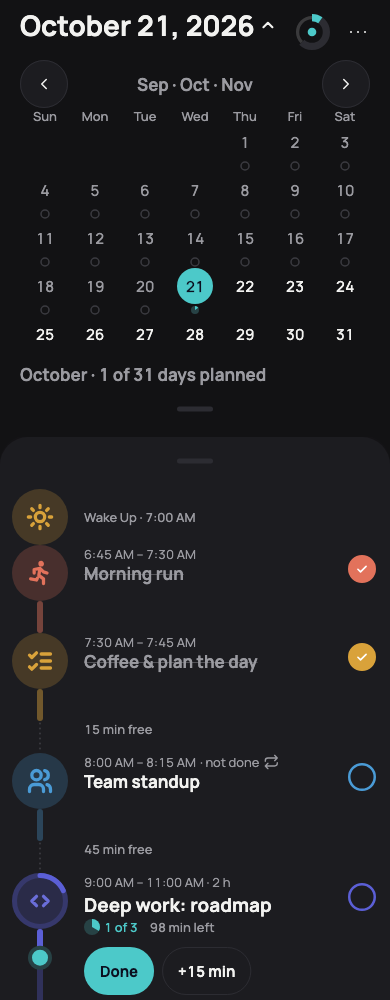 October 21, 2026
Sep · Oct · Nov
Sun Mon Tue Wed Thu Fri Sat
1 2 3
4 5 6 7 8 9 10
11 12 13 14 15 16 17
18 19 20 21 22 23 24
25 26 27 28 29 30 31
October · 1 of 31 days planned
Wake Up · 7:00 AM
6:45 AM – 7:30 AM
Morning run
7:30 AM – 7:45 AM
Coffee & plan the day
15 min free
8:00 AM – 8:15 AM · not done
Team standup
45 min free
9:00 AM – 11:00 AM · 2 h
Deep work: roadmap
1 of 3 98 min left
Done +15 min